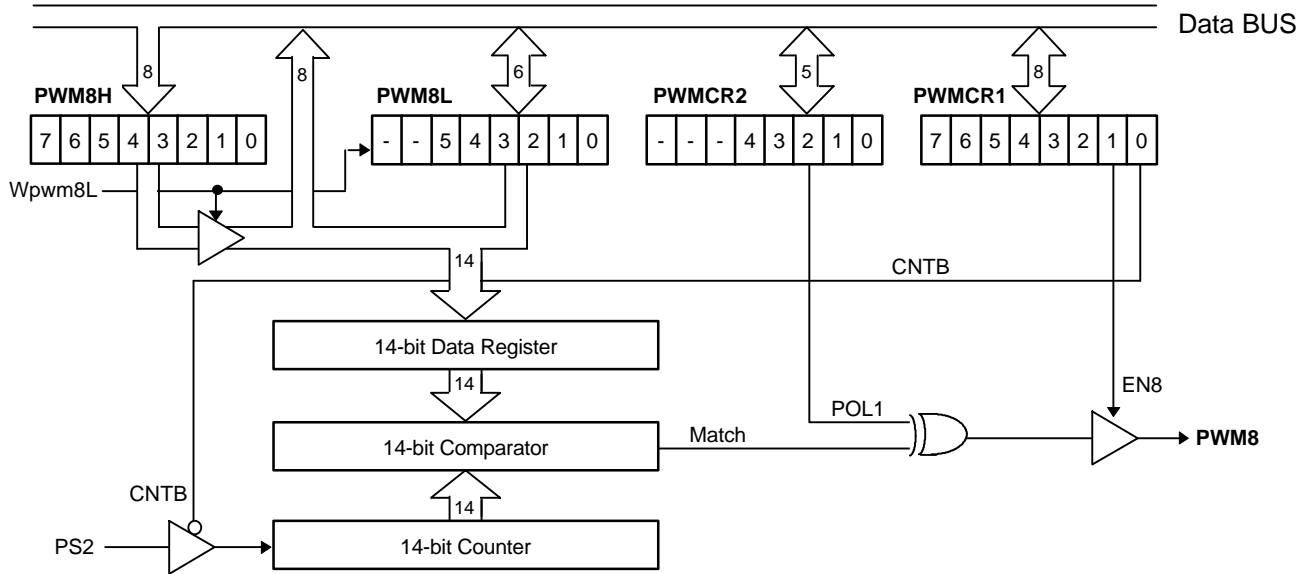 Data BUS
8
8
6
5
8
PWM8H
PWM8L
PWMCR2
PWMCR1
7 6 5 4 3 2 1 0
- - 5 4 3 2 1 0
- - - 4 3 2 1 0
7 6 5 4 3 2 1 0
Wpwm8L
14
CNTB
14-bit Data Register
14
EN8
POL1
14-bit Comparator
Match
PWM8
CNTB
14
PS2
14-bit Counter